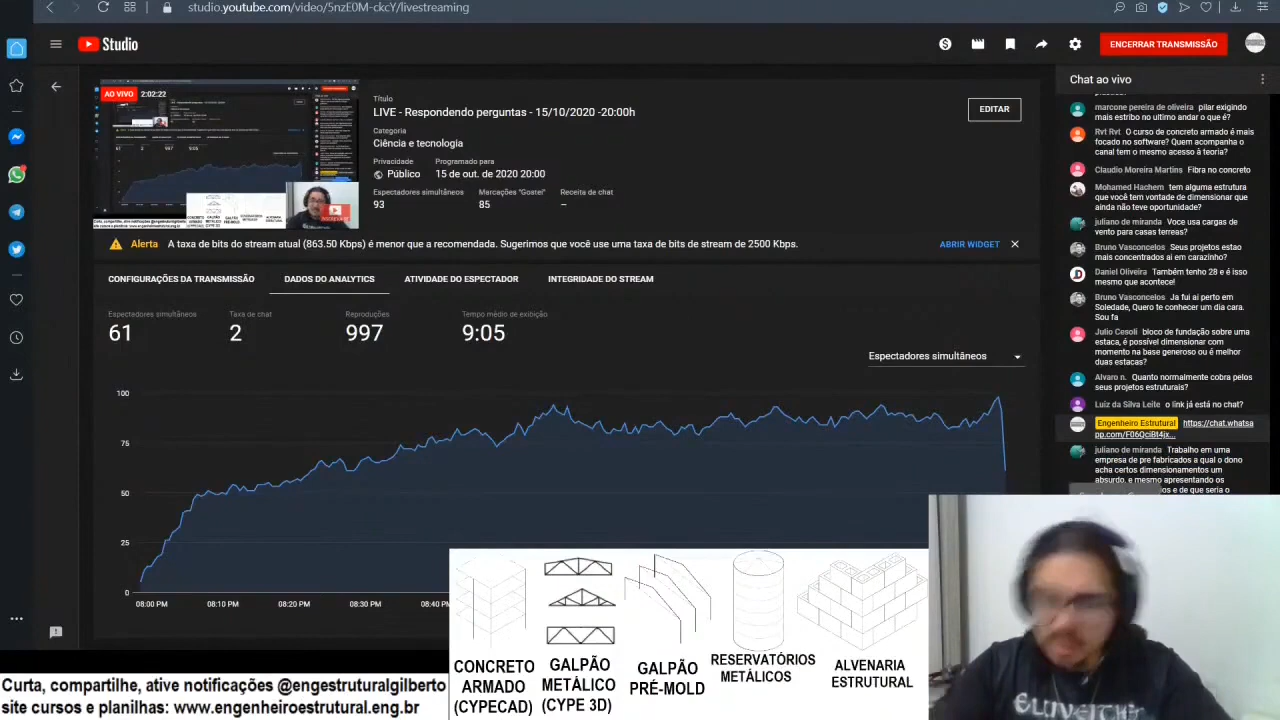 studio.youtube.com/video/5nzE0M-ckcY/livestreaming
Studio
ENCERRAR TRANSMISSÃO
AO VIVO
2:02:22
Título
LIVE - Respondendo perguntas - 15/10/2020 -20:00h
EDITAR
Categoria
Ciência e tecnologia
Privacidade
Programado para
Público
15 de out. de 2020 20:00
Espectadores simultâneos
Marcações "Gostei"
Receita de chat
93
85
–
Alerta
A taxa de bits do stream atual (863.50 Kbps) é menor que a recomendada. Sugerimos que você use uma taxa de bits de stream de 2500 Kbps.
ABRIR WIDGET
CONFIGURAÇÕES DA TRANSMISSÃO
DADOS DO ANALYTICS
ATIVIDADE DO ESPECTADOR
INTEGRIDADE DO STREAM
Espectadores simultâneos
Taxa de chat
Reproduções
Tempo médio de exibição
61
2
997
9:05
Espectadores simultâneos
100
75
50
25
0
08:00 PM
08:10 PM
08:20 PM
08:30 PM
08:40
Chat ao vivo
marcone pereira de oliveira pilar exigindo
mais estribo no ultimo andar o que é?
Rvt Rvt O curso de concreto armado é mais
focado no software? Quem acompanha o
canal tem o mesmo acesso à teoria?
Claudio Moreira Martins Fibra no concreto
Mohamed Hachem tem alguma estrutura
que você tem vontade de dimensionar que
ainda não teve oportunidade?
juliano de miranda Voce usa cargas de
vento para casas terreas?
Bruno Vasconcelos Seus projetos estao
mais concentrados ai em carazinho?
Daniel Oliveira Também tenho 28 e é isso
mesmo que acontece!
Bruno Vasconcelos Ja fui ai perto em
Soledade, Quero te conhecer um dia cara.
Sou fa
Julio Cesoli bloco de fundação sobre uma
estaca, é possível dimensionar com
momento na base generoso ou é melhor
duas estacas?
Alvaro n. Quanto normalmente cobra pelos
seus projetos estruturais?
Luiz da Silva Leite o link já está no chat?
Engenheiro Estrutural https://chat.whatsa
pp.com/F06QciBt4jx...
juliano de miranda Trabalho em uma
empresa de pre fabricados a qual o dono
acha certos dimensionamentos um
absurdo, e mesmo apresentando os
e de que seria o
CONCRETO
ARMADO
(CYPECAD)
GALPÃO
METÁLICO
(CYPE 3D)
GALPÃO
PRÉ-MOLD
RESERVATÓRIOS
METÁLICOS
ALVENARIA
ESTRUTURAL
Curta, compartilhe, ative notificações @engestruturalgilberto
site cursos e planilhas: www.engenheiroestrutural.eng.br